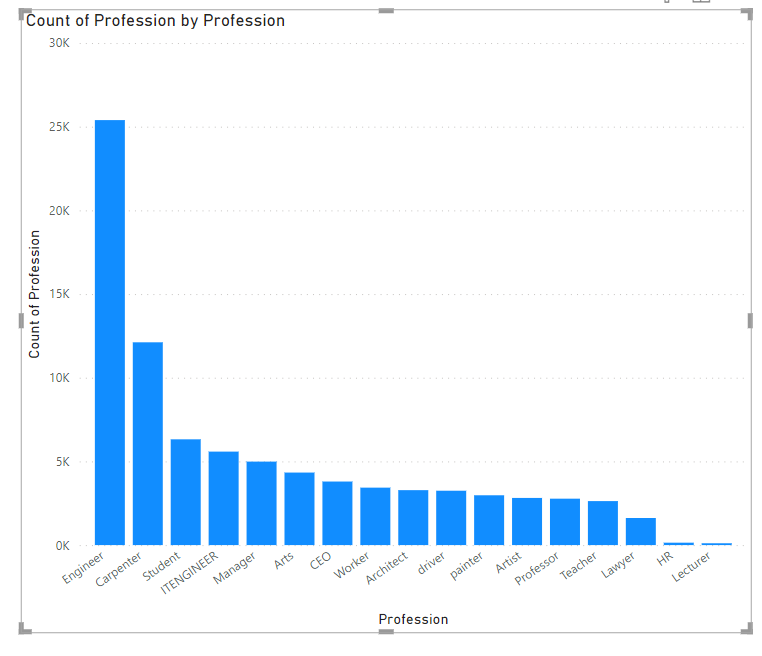 Count of Profession by Profession
30K
25K
20K
15K
10K
5K
0K
Count of Profession
Engineer
Carpenter
Student
ITENGINEER
Manager
Arts
CEO
Worker
Architect
driver
painter
Artist
Professor
Teacher
Lawyer
HR
Lecturer
Profession